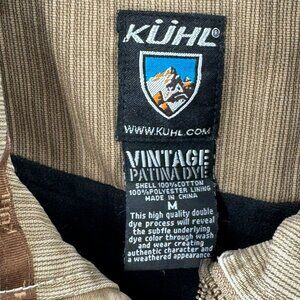 KÜHL®
WWW.KUHL.COM
VINTAGE
PATINA DYE
SHELL 100%COTTON
100%POLYESTER LINING
MADE IN CHINA
M
This high quality double
dye process will reveal
the subtle underlying
dye color through wash
and wear creating
authentic character and
a weathered appearance.